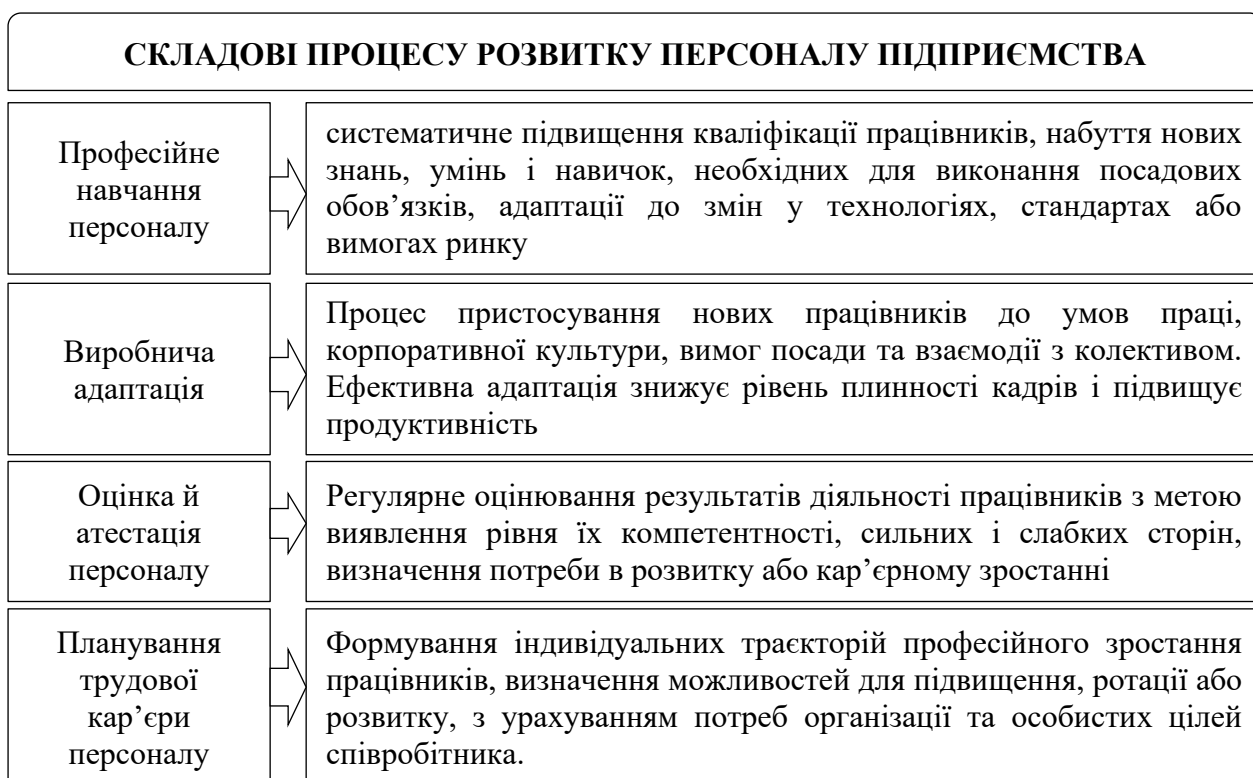 СКЛАДОВІ ПРОЦЕСУ РОЗВИТКУ ПЕРСОНАЛУ ПІДПРИЄМСТВА
Професійне
навчання
персоналу
систематичне підвищення кваліфікації працівників, набуття нових
знань, умінь і навичок, необхідних для виконання посадових
обов’язків, адаптації до змін у технологіях, стандартах або
вимогах ринку
Виробнича
адаптація
Процес пристосування нових працівників до умов праці,
корпоративної культури, вимог посади та взаємодії з колективом.
Ефективна адаптація знижує рівень плинності кадрів і підвищує
продуктивність
Оцінка й
атестація
персоналу
Регулярне оцінювання результатів діяльності працівників з метою
виявлення рівня їх компетентності, сильних і слабких сторін,
визначення потреби в розвитку або кар’єрному зростанні
Планування
трудової
кар’єри
персоналу
Формування індивідуальних траєкторій професійного зростання
працівників, визначення можливостей для підвищення, ротації або
розвитку, з урахуванням потреб організації та особистих цілей
співробітника.